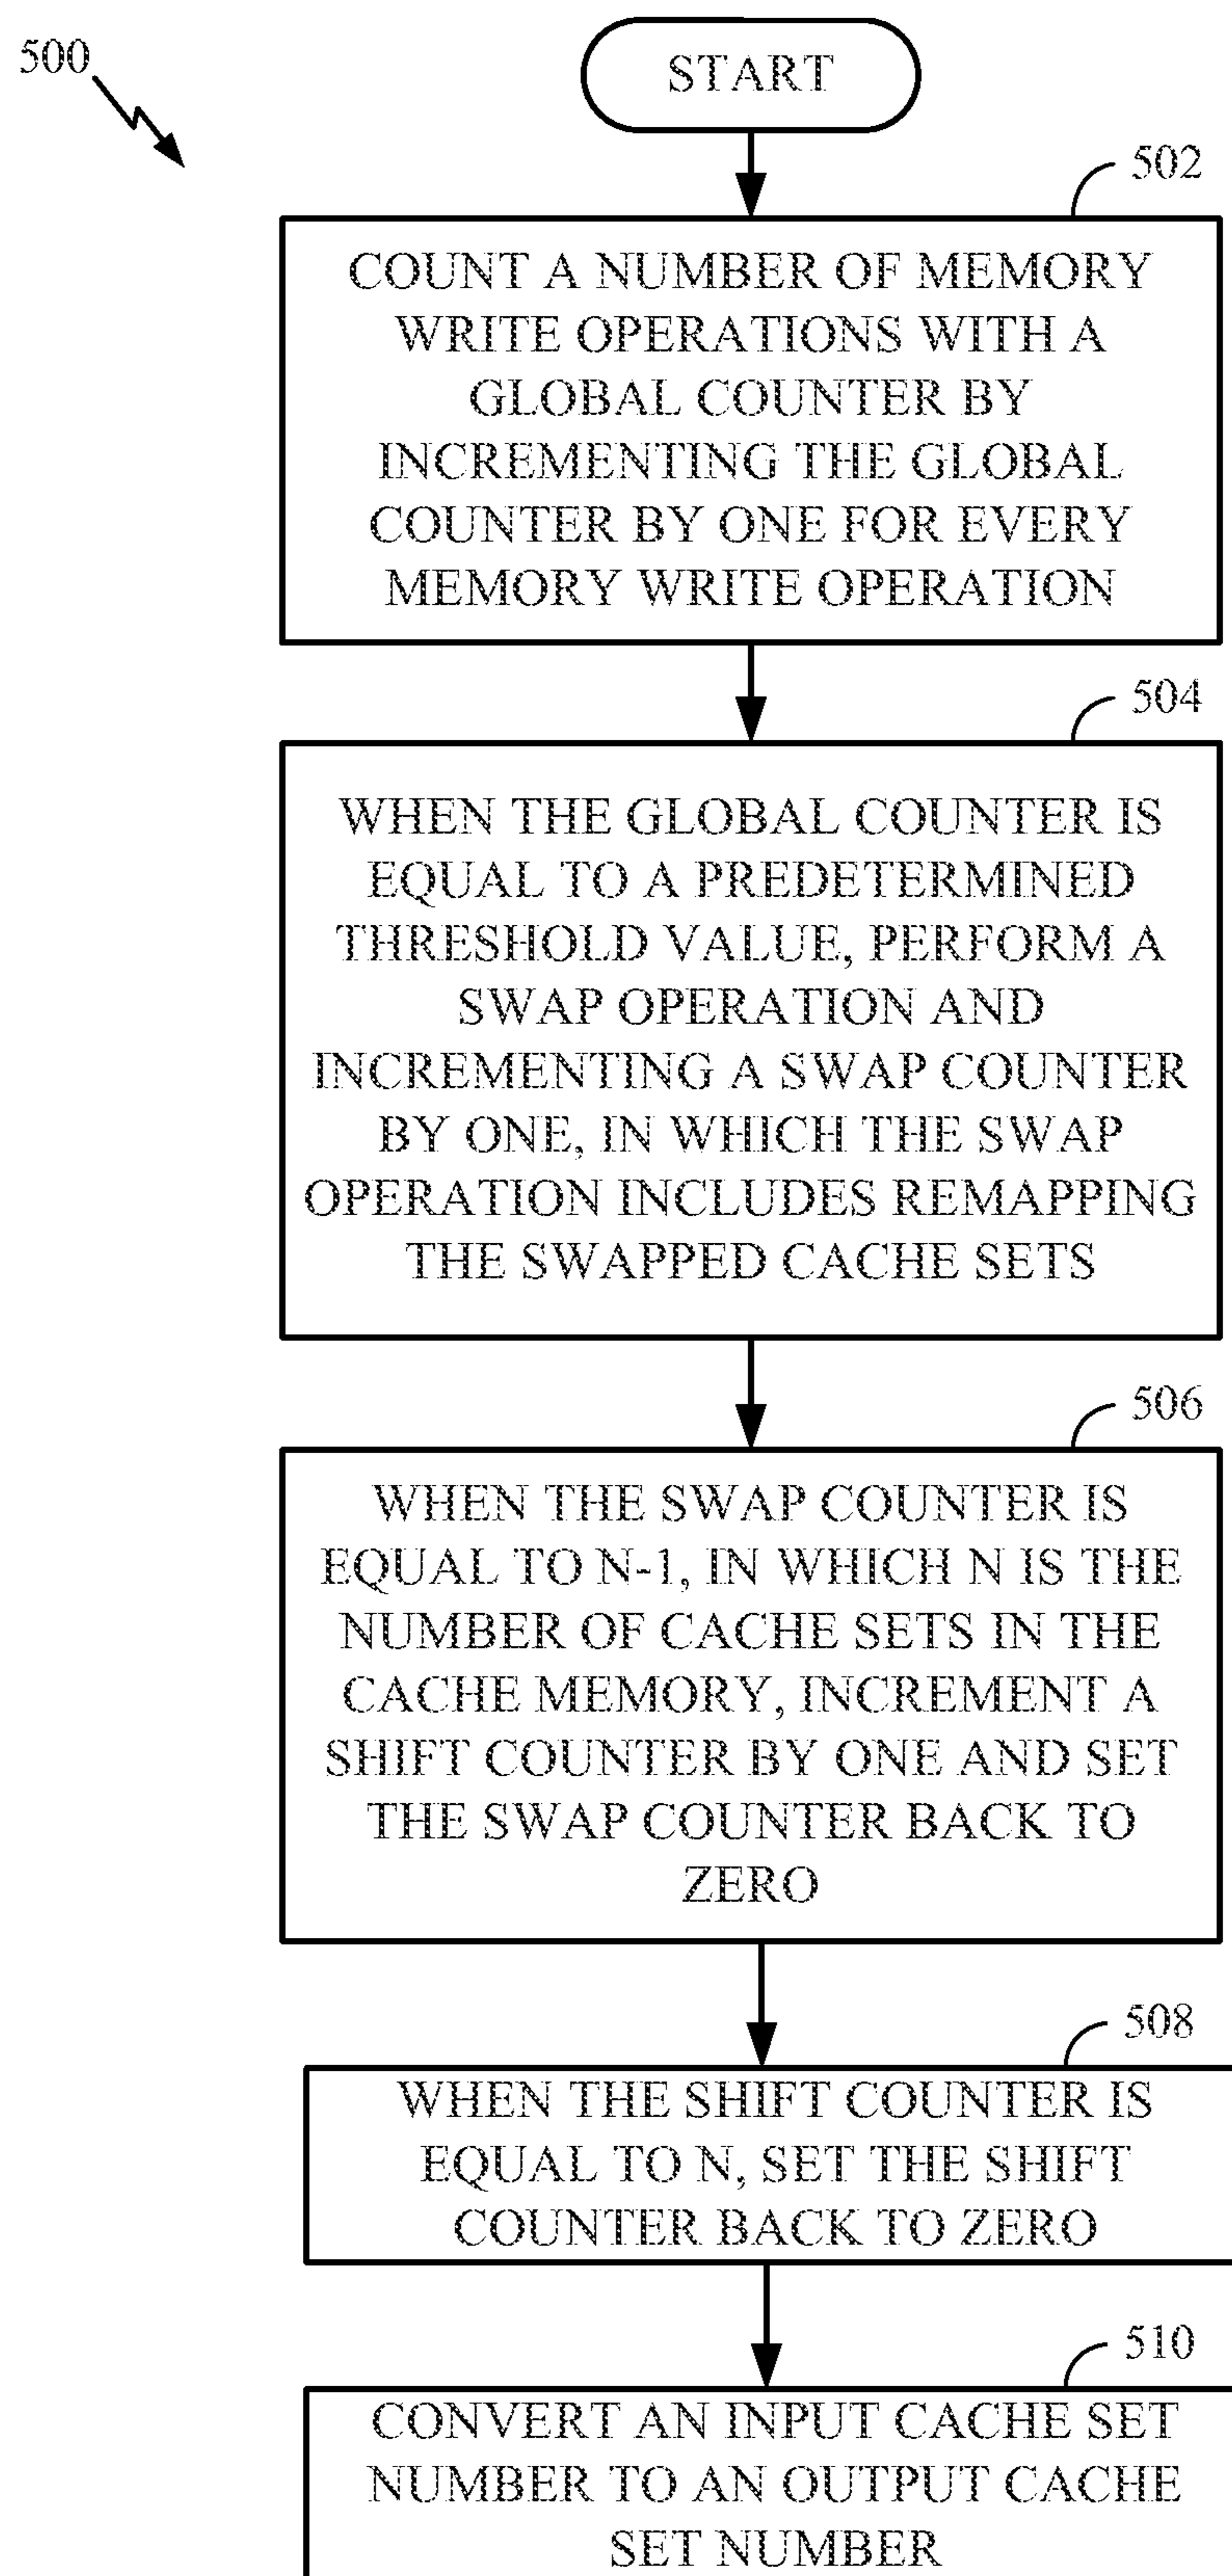 500
START
502
COUNT A NUMBER OF MEMORY
WRITE OPERATIONS WITH A
GLOBAL COUNTER BY
INCREMENTING THE GLOBAL
COUNTER BY ONE FOR EVERY
MEMORY WRITE OPERATION
504
WHEN THE GLOBAL COUNTER IS
EQUAL TO A PREDETERMINED
THRESHOLD VALUE, PERFORM A
SWAP OPERATION AND
INCREMENTING A SWAP COUNTER
BY ONE, IN WHICH THE SWAP
OPERATION INCLUDES REMAPPING
THE SWAPPED CACHE SETS
506
WHEN THE SWAP COUNTER IS
EQUAL TO N-1, IN WHICH N IS THE
NUMBER OF CACHE SETS IN THE
CACHE MEMORY, INCREMENT A
SHIFT COUNTER BY ONE AND SET
THE SWAP COUNTER BACK TO
ZERO
508
WHEN THE SHIFT COUNTER IS
EQUAL TO N, SET THE SHIFT
COUNTER BACK TO ZERO
510
CONVERT AN INPUT CACHE SET
NUMBER TO AN OUTPUT CACHE
SET NUMBER